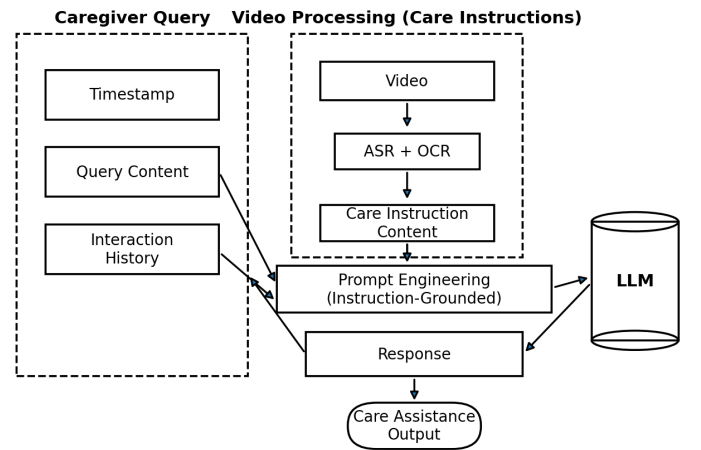 Caregiver Query
Video Processing (Care Instructions)
Timestamp
Query Content
Interaction
History
Video
ASR + OCR
Care Instruction
Content
Prompt Engineering
(Instruction-Grounded)
LLM
Response
Care Assistance
Output